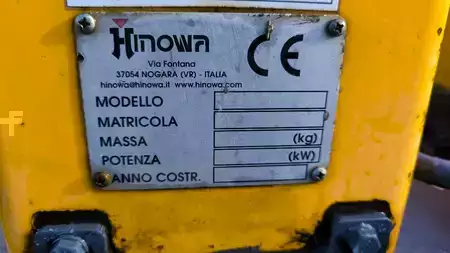 HINOWA
CE
Via Fontana
37054 NOGARA (VR) - ITALIA
hinowa@hinowa.it www.hinowa.com
MODELLO
MATRICOLA
MASSA (kg)
POTENZA (kW)
ANNO COSTR.